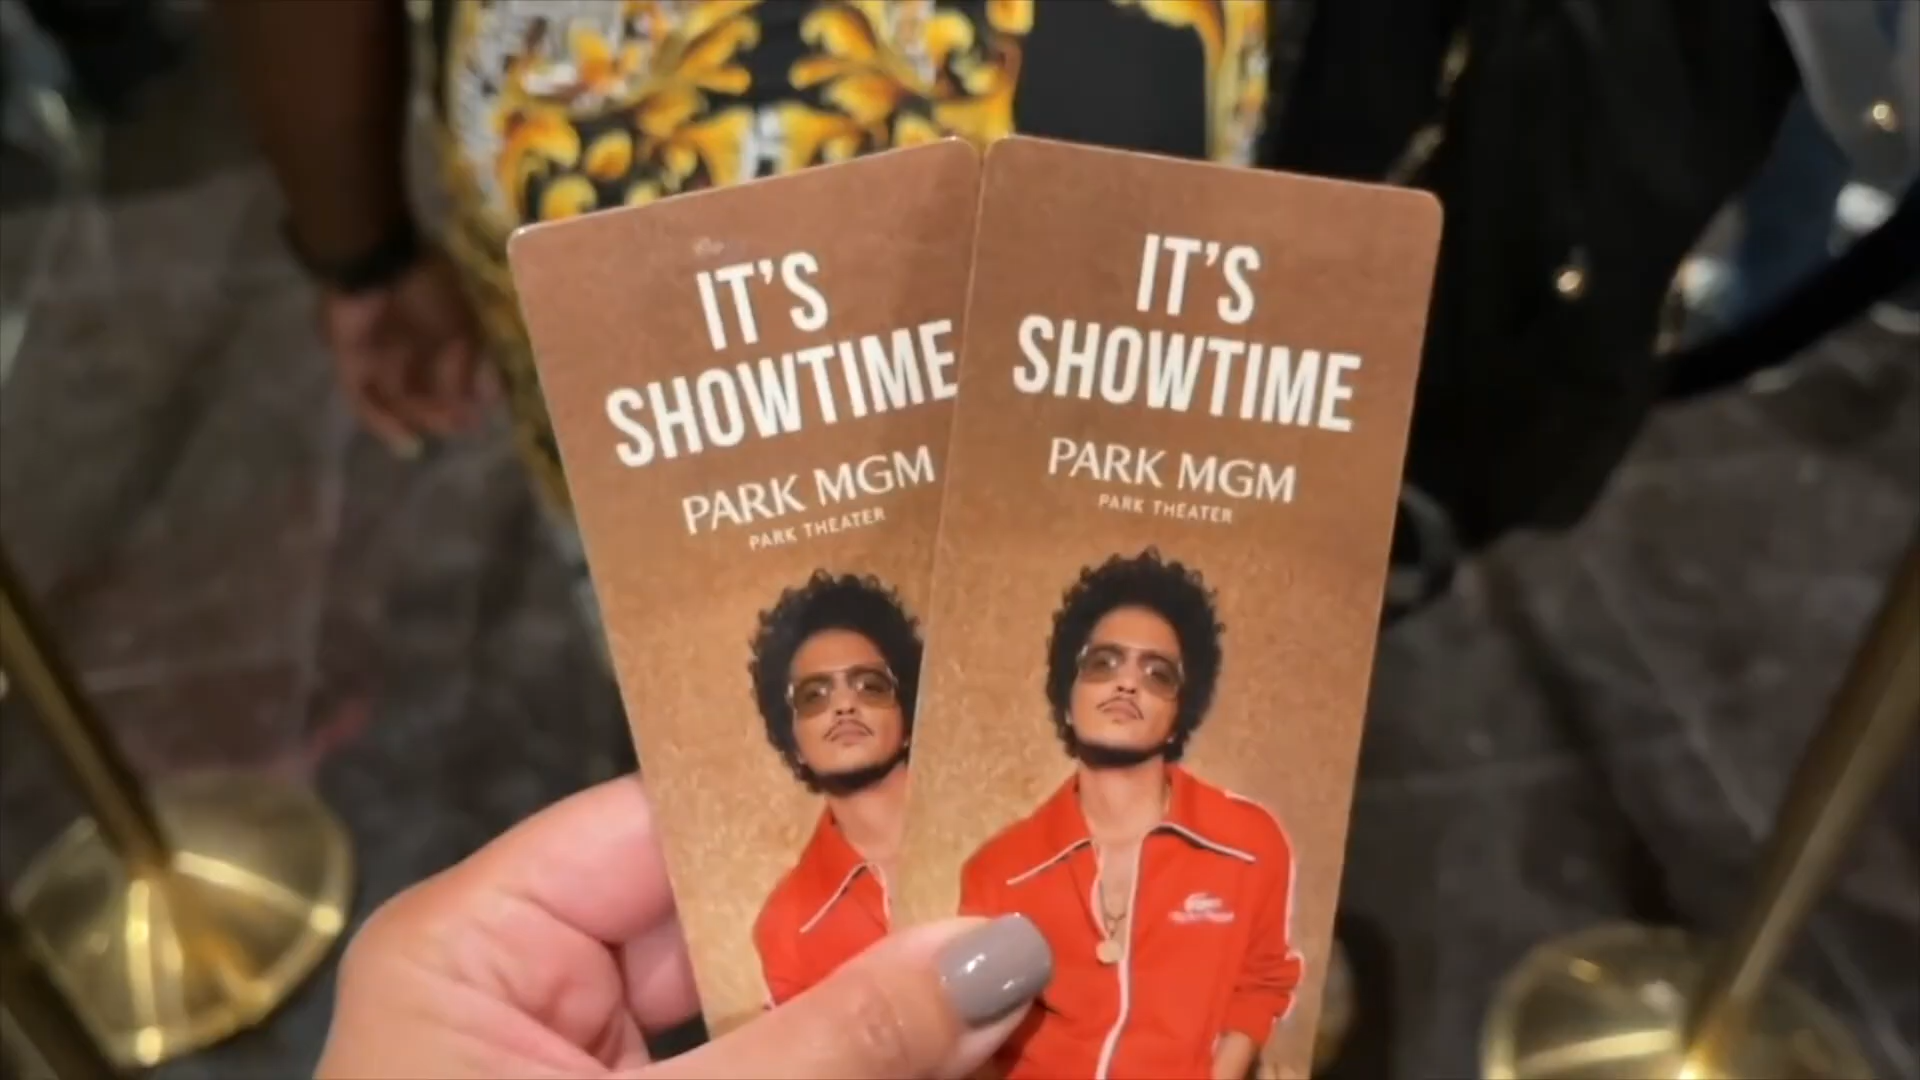 IT'S
SHOWTIME
PARK MGM
PARK THEATER
IT'S
SHOWTIME
PARK MGM
PARK THEATER